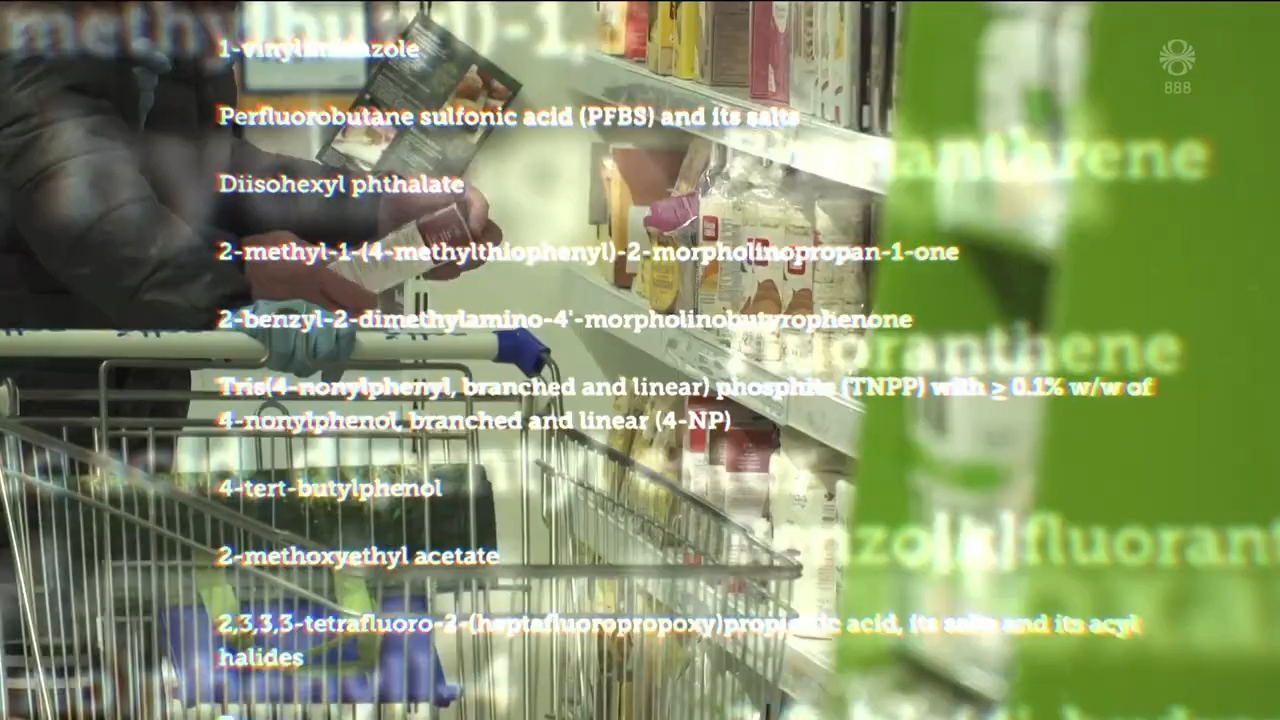 methylbutyl)-1,
1-vinylimidazole
888
Perfluorobutane sulfonic acid (PFBS) and its salts
anthrene
Diisohexyl phthalate
2-methyl-1-(4-methylthiophenyl)-2-morpholinopropan-1-one
2-benzyl-2-dimethylamino-4'-morpholinobutyrophenone
oranthene
Tris(4-nonylphenyl, branched and linear) phosphite (TNPP) with ≥ 0.1% w/w of
4-nonylphenol, branched and linear (4-NP)
4-tert-butylphenol
nzo[k]fluorant
2-methoxyethyl acetate
2,3,3,3-tetrafluoro-2-(heptafluoropropoxy)propionic acid, its salts and its acyl
halides